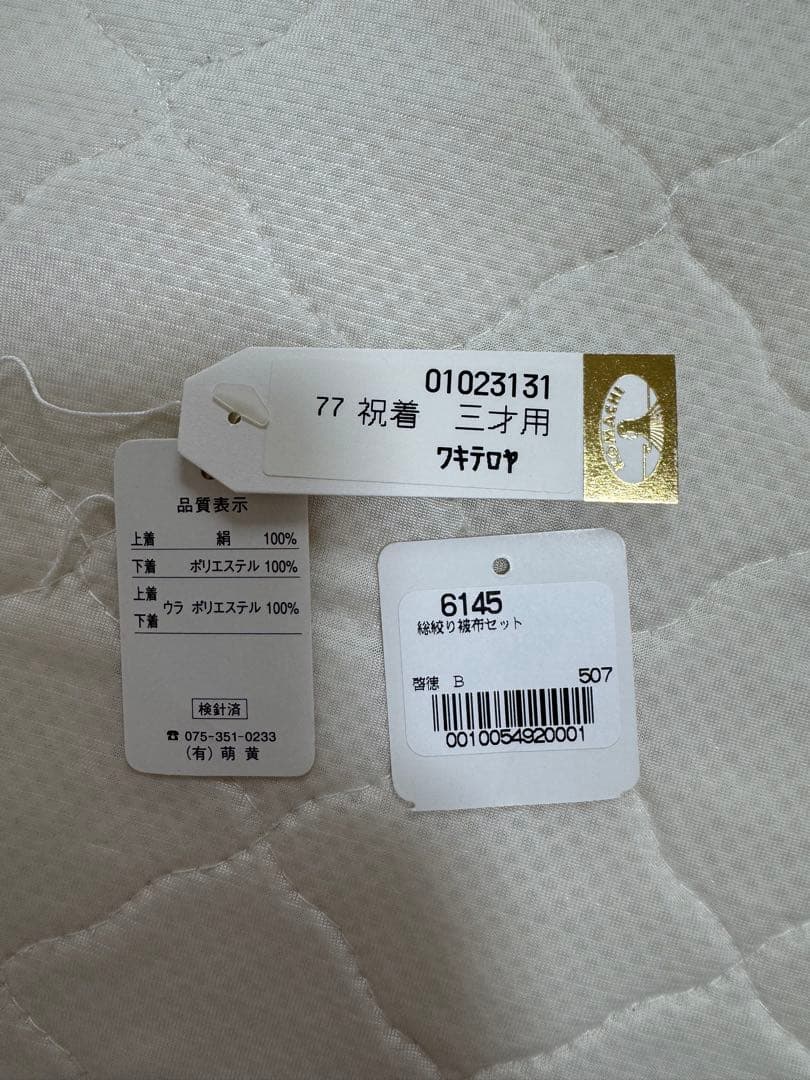 01023131
77 祝着 三才用
ワキテロヤ
KOMACHI
品質表示
上着 絹 100%
下着 ポリエステル 100%
上着
下着 ウラ ポリエステル 100%
検針済
☎ 075-351-0233
(有) 萌黄
6145
総絞り被布セット
507
啓徳 B
0010054920001